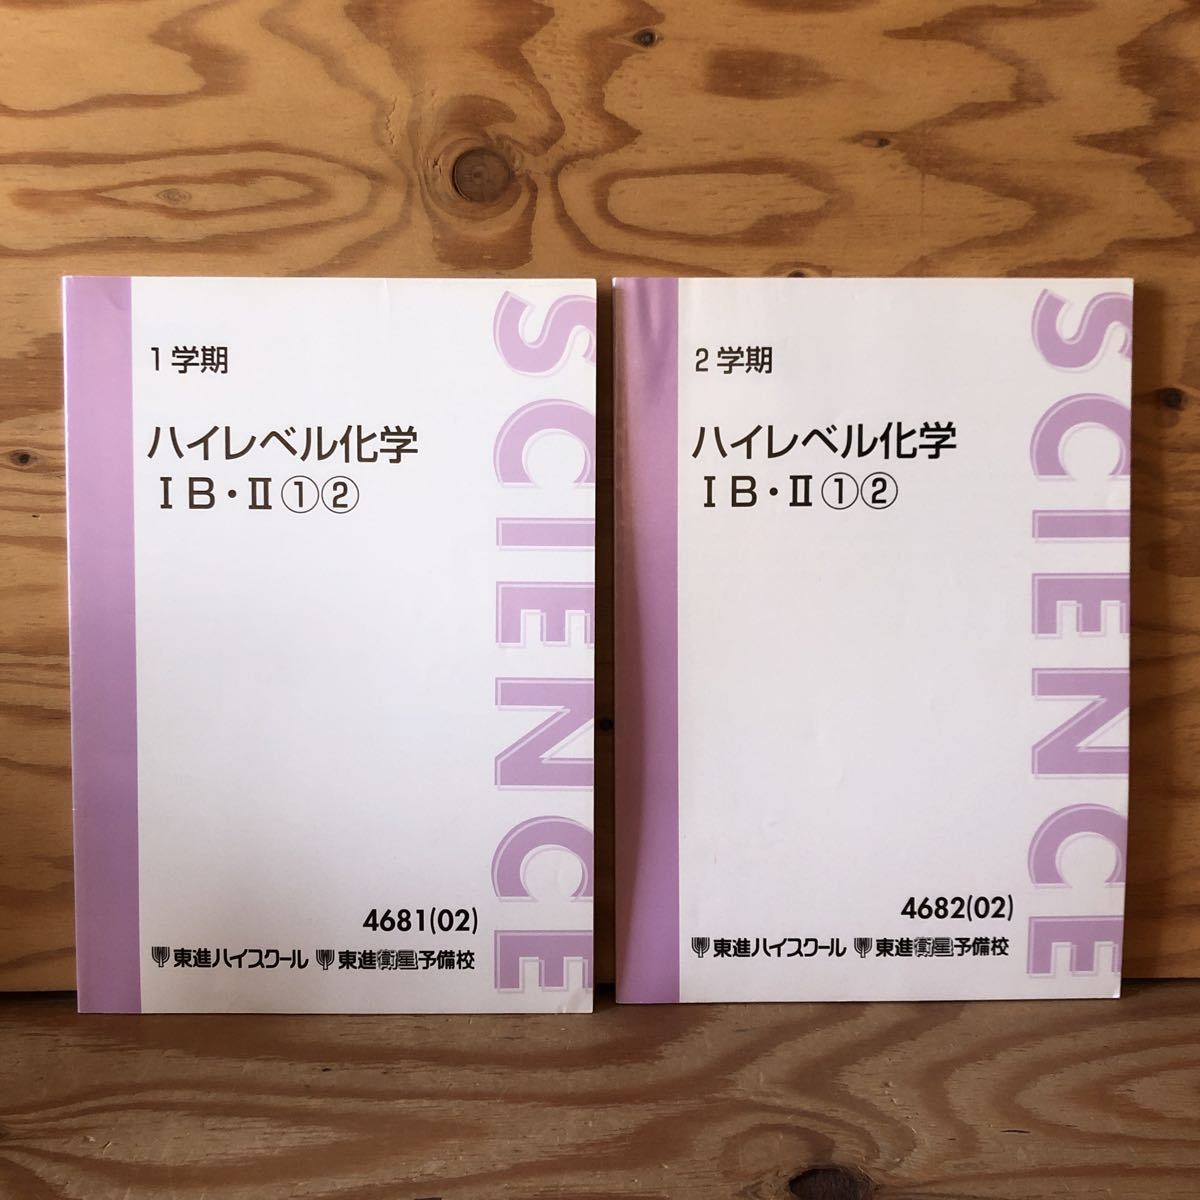 1学期
ハイレベル化学
ⅠB・Ⅱ①②
SCIENCE
4681(02)
東進ハイスクール 東進衛星予備校
2学期
ハイレベル化学
ⅠB・Ⅱ①②
SCIENCE
4682(02)
東進ハイスクール 東進衛星予備校